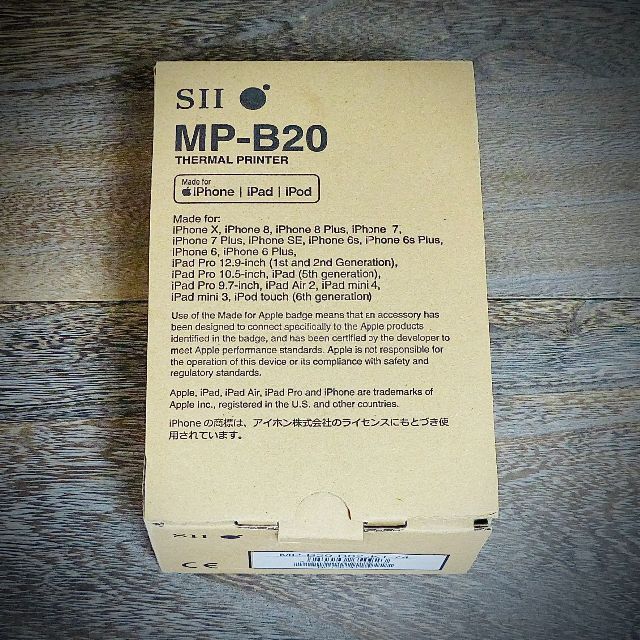 SII
MP-B20
THERMAL PRINTER
Made for
iPhone | iPad | iPod
Made for:
iPhone X, iPhone 8, iPhone 8 Plus, iPhone 7,
iPhone 7 Plus, iPhone SE, iPhone 6s, iPhone 6s Plus,
iPhone 6, iPhone 6 Plus,
iPad Pro 12.9-inch (1st and 2nd Generation),
iPad Pro 10.5-inch, iPad (5th generation),
iPad Pro 9.7-inch, iPad Air 2, iPad mini 4,
iPad mini 3, iPod touch (6th generation)
Use of the Made for Apple badge means that an accessory has
been designed to connect specifically to the Apple products
identified in the badge, and has been certified by the developer to
meet Apple performance standards. Apple is not responsible for
the operation of this device or its compliance with safety and
regulatory standards.
Apple, iPad, iPad Air, iPad Pro and iPhone are trademarks of
Apple Inc., registered in the U.S. and other countries.
iPhone の商標は、アイホン株式会社のライセンスにもとづき使
用されています。
SII
CE